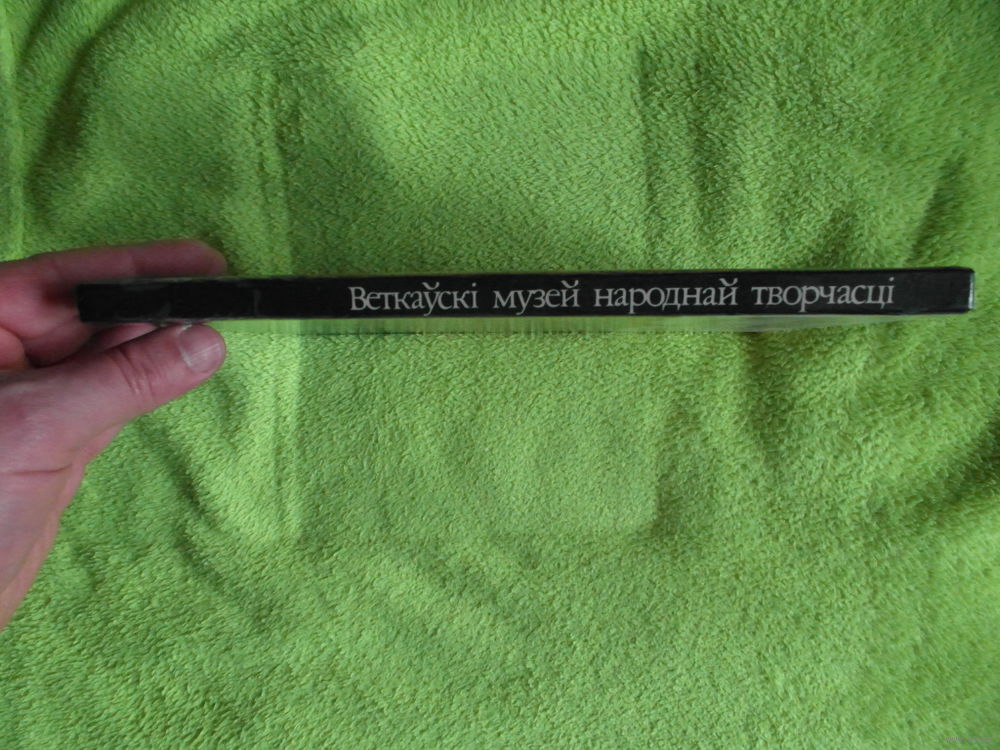 Веткаўскі музей народнай творчасці